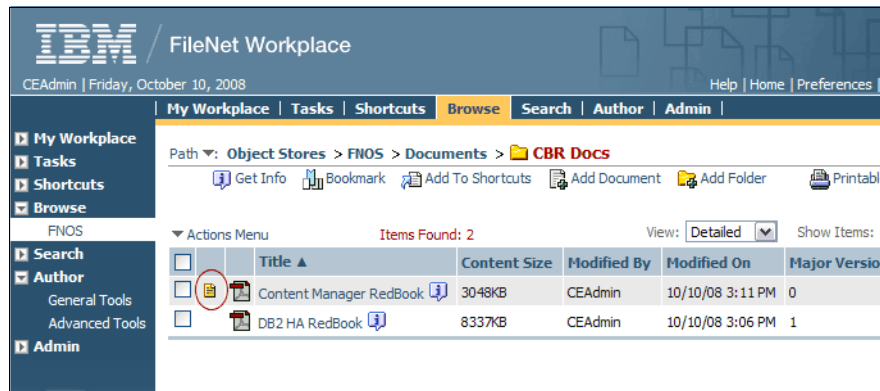 IBM / FileNet Workplace
CEAdmin | Friday, October 10, 2008
Help | Home | Preferences |
| My Workplace | Tasks | Shortcuts | Browse | Search | Author | Admin |
My Workplace
Tasks
Shortcuts
Browse
FNOS
Search
Author
General Tools
Advanced Tools
Admin
Path : Object Stores > FNOS > Documents > CBR Docs
Get Info Bookmark Add To Shortcuts Add Document Add Folder Printabl
Actions Menu Items Found: 2 View: Detailed Show Items:
Title Content Size Modified By Modified On Major Versio
Content Manager RedBook 3048KB CEAdmin 10/10/08 3:11 PM 0
DB2 HA RedBook 8337KB CEAdmin 10/10/08 3:06 PM 1